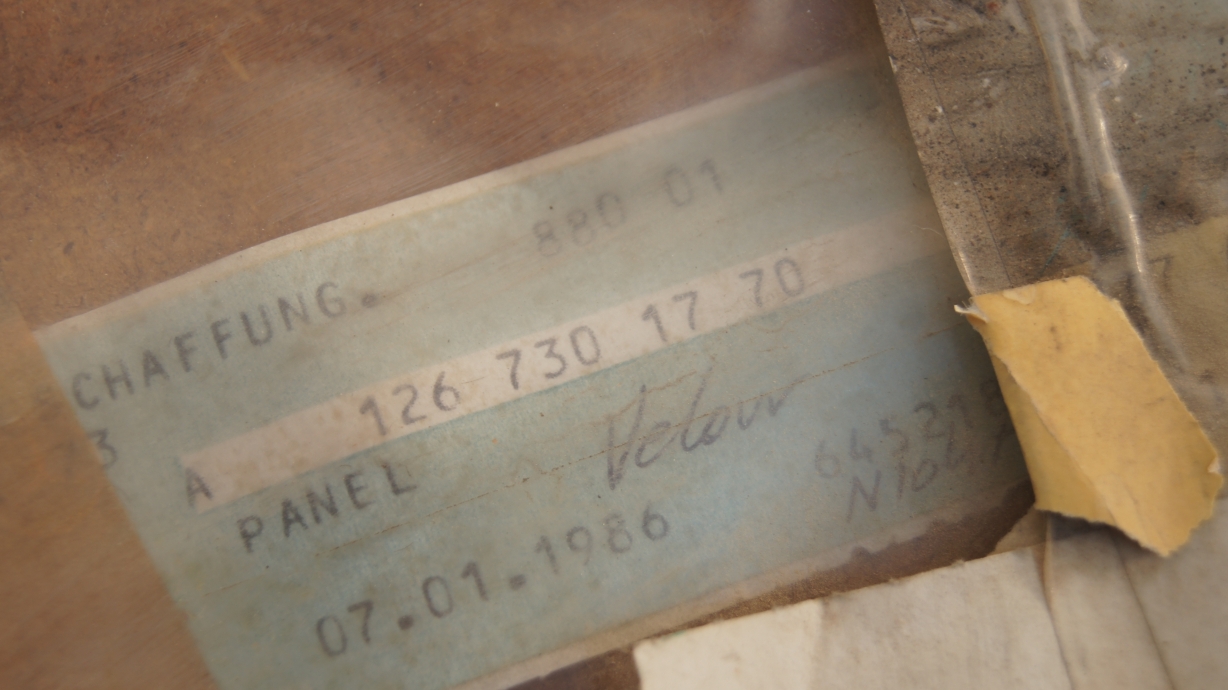 880 01
CHAFFUNG.
3
A 126 730 17 70
PANEL Velour
07.01.1986